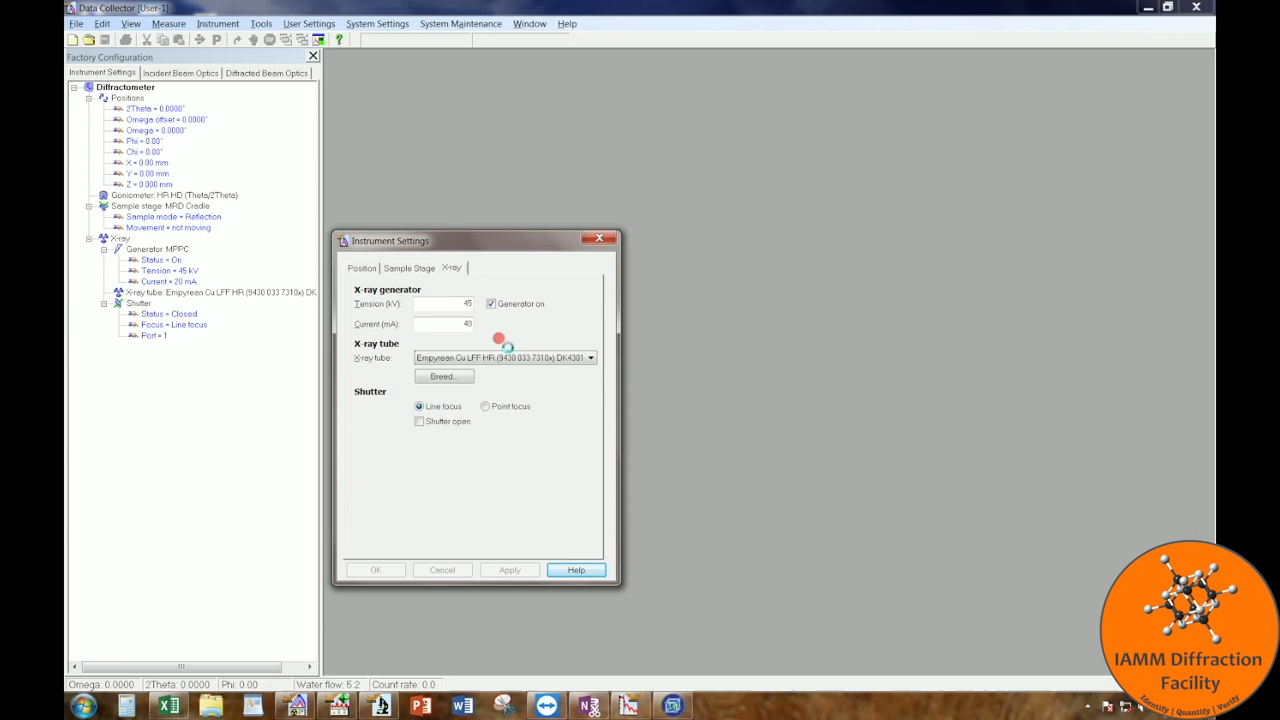 Data Collector [User-1]
File Edit View Measure Instrument Tools User Settings System Settings System Maintenance Window Help
Factory Configuration
Instrument Settings Incident Beam Optics Diffracted Beam Optics
Diffractometer
Positions
2Theta = 0.0000°
Omega offset = 0.0000°
Omega = 0.0000°
Phi = 0.00°
Chi = 0.00°
X = 0.00 mm
Y = 0.00 mm
Z = 0.000 mm
Goniometer: HR HD (Theta/2Theta)
Sample stage: MRD Cradle
Sample mode = Reflection
Movement = not moving
X-ray
Generator: MPPC
Status = On
Tension = 45 kV
Current = 20 mA
X-ray tube: Empyrean Cu LFF HR (9430 033 7310x) DK
Shutter
Status = Closed
Focus = Line focus
Port = 1
Instrument Settings
Position Sample Stage X-ray
X-ray generator
Tension (kV): 45 Generator on
Current (mA): 40
X-ray tube
X-ray tube: Empyrean Cu LFF HR (9430 033 7310x) DK4301
Breed...
Shutter
Line focus Point focus
Shutter open
OK Cancel Apply Help
Omega: 0.0000 2Theta: 0.0000 Phi: 0.00 Water flow: 5.2 Count rate: 0.0
IAMM Diffraction
Facility
Identify | Quantify | Verify